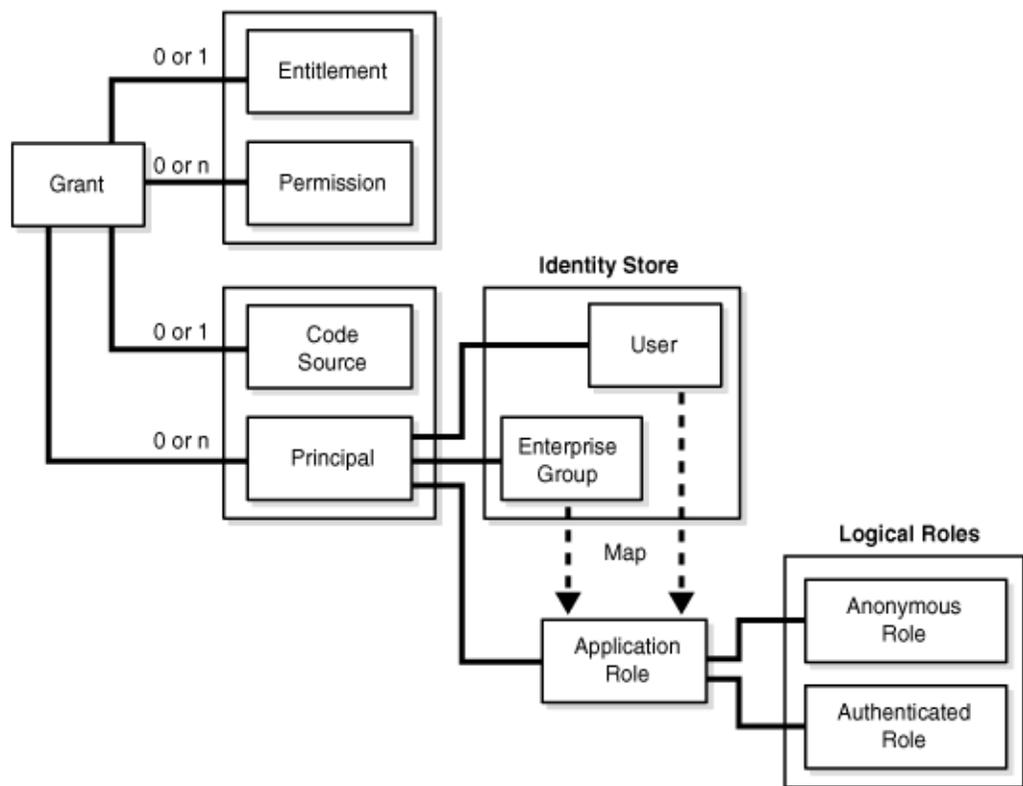 0 or 1
Entitlement
0 or n
Grant
Permission
Identity Store
0 or 1
Code
Source
User
0 or n
Principal
Enterprise
Group
Map
Logical Roles
Application
Role
Anonymous
Role
Authenticated
Role